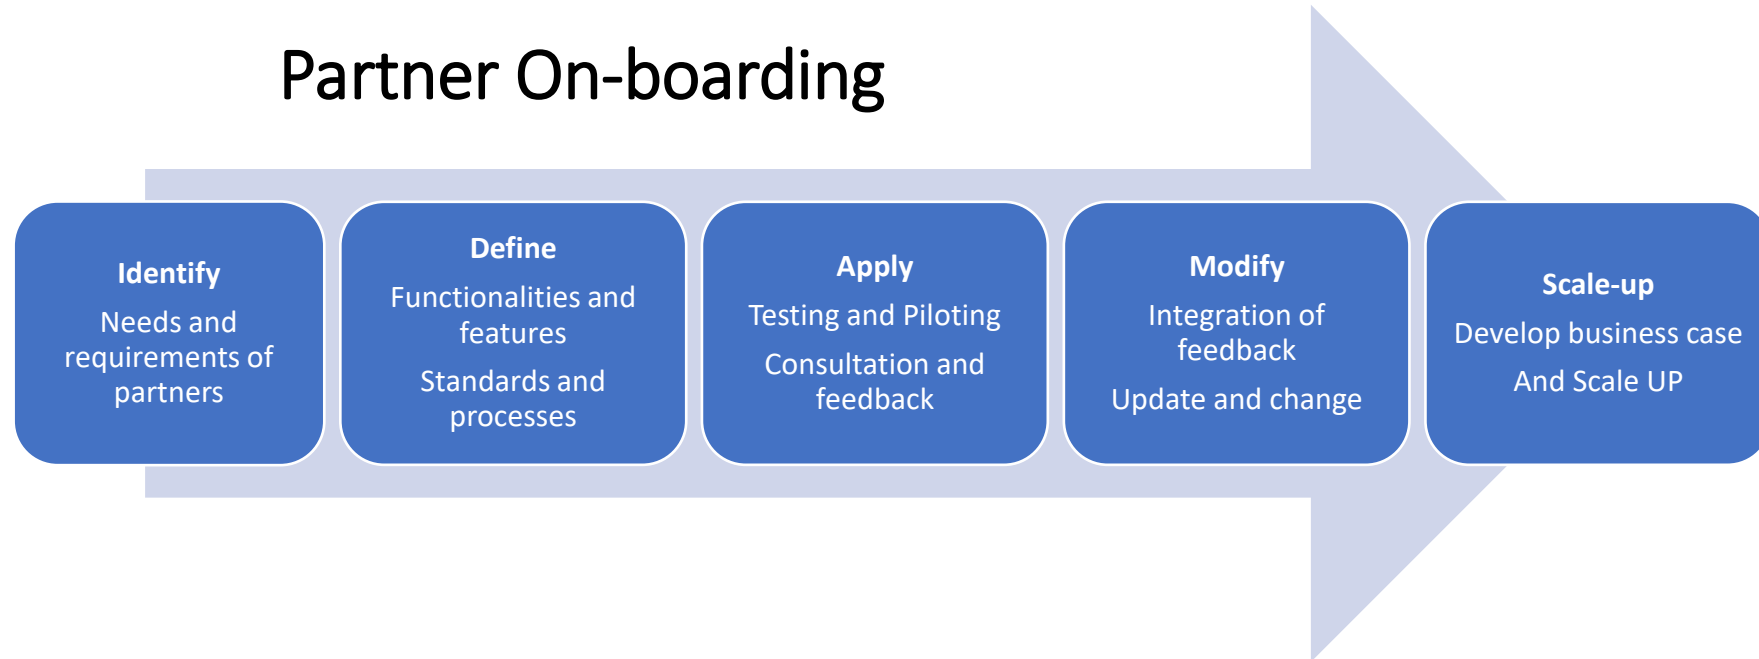 Partner On-boarding
Identify
Needs and
requirements of
partners
Define
Functionalities and
features
Standards and
processes
Apply
Testing and Piloting
Consultation and
feedback
Modify
Integration of
feedback
Update and change
Scale-up
Develop business case
And Scale UP